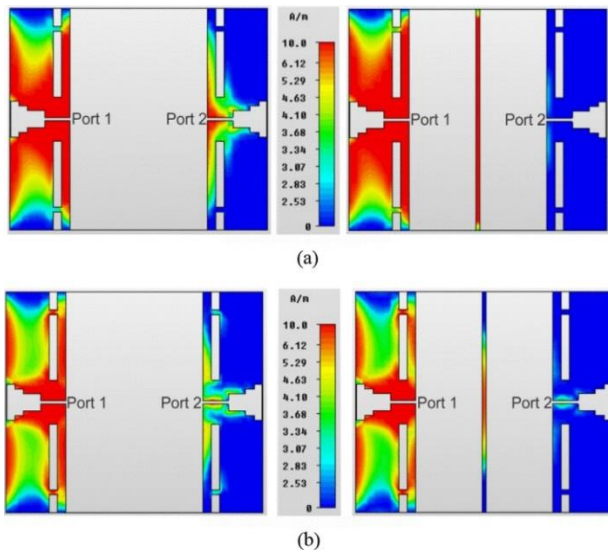 A/m
10.0
6.12
5.29
4.63
4.10
3.68
3.34
3.07
2.83
2.53
0
Port 1
Port 2
Port 1
Port 2
(a)
A/m
10.0
6.12
5.29
4.63
4.10
3.68
3.34
3.07
2.83
2.53
0
Port 1
Port 2
Port 1
Port 2
(b)